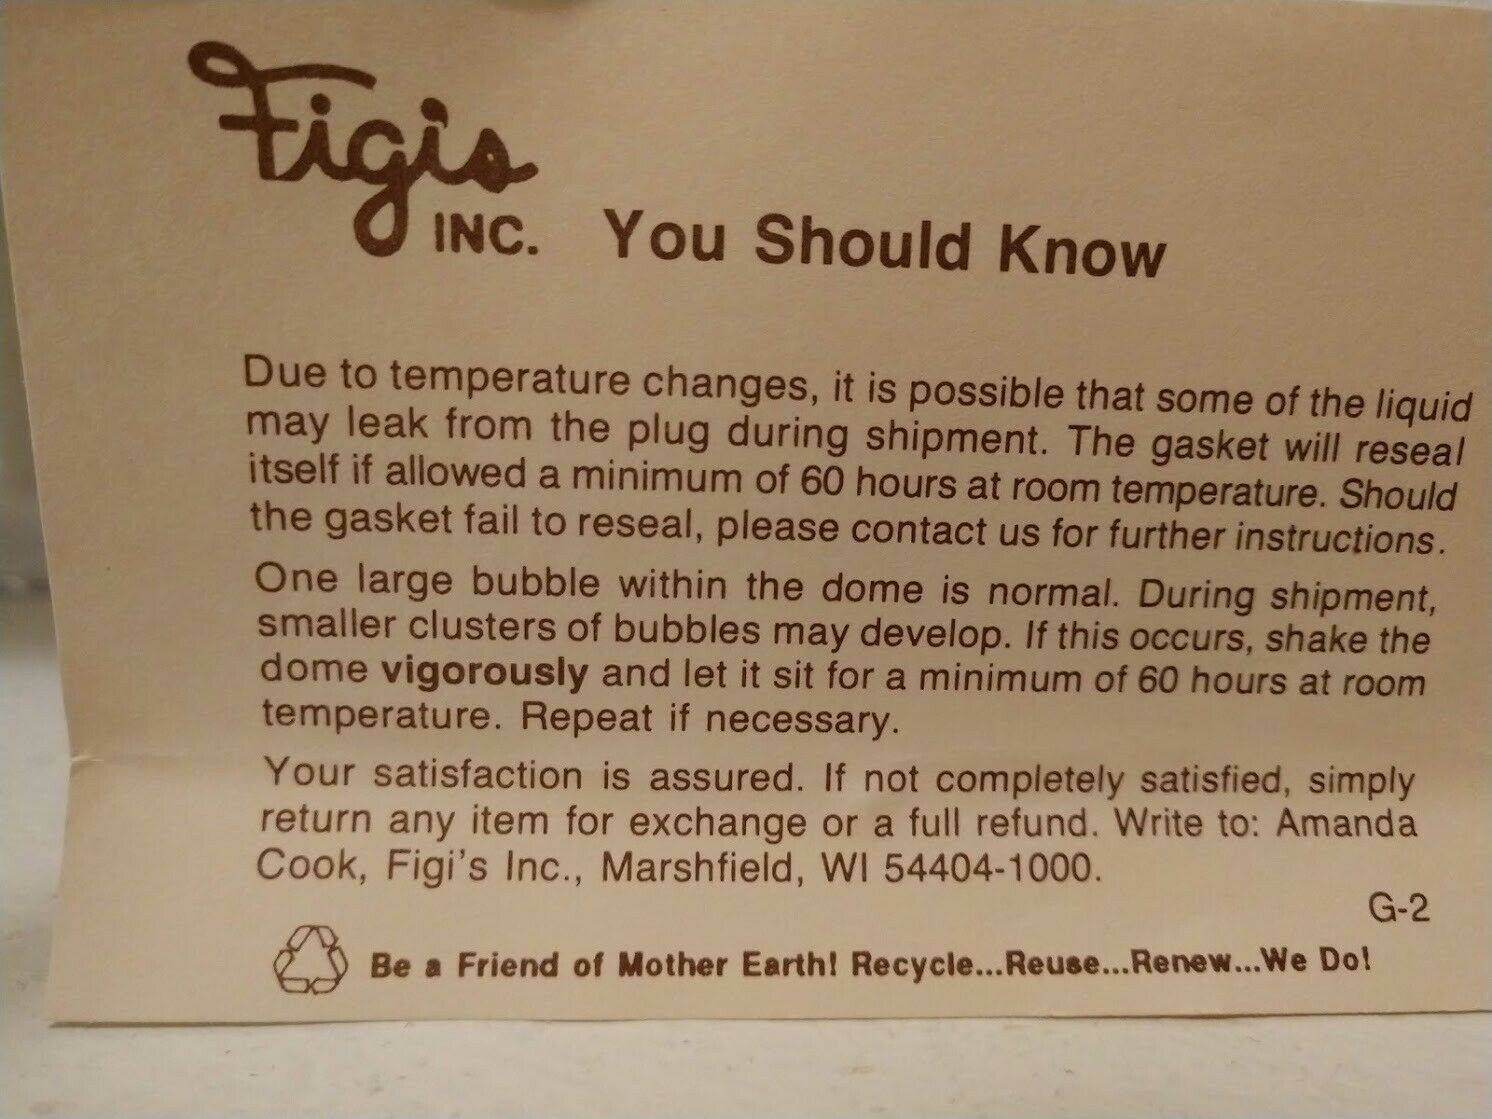 Figi's
INC. You Should Know
Due to temperature changes, it is possible that some of the liquid
may leak from the plug during shipment. The gasket will reseal
itself if allowed a minimum of 60 hours at room temperature. Should
the gasket fail to reseal, please contact us for further instructions.
One large bubble within the dome is normal. During shipment,
smaller clusters of bubbles may develop. If this occurs, shake the
dome vigorously and let it sit for a minimum of 60 hours at room
temperature. Repeat if necessary.
Your satisfaction is assured. If not completely satisfied, simply
return any item for exchange or a full refund. Write to: Amanda
Cook, Figi's Inc., Marshfield, WI 54404-1000.
G-2
Be a Friend of Mother Earth! Recycle...Reuse...Renew...We Do!